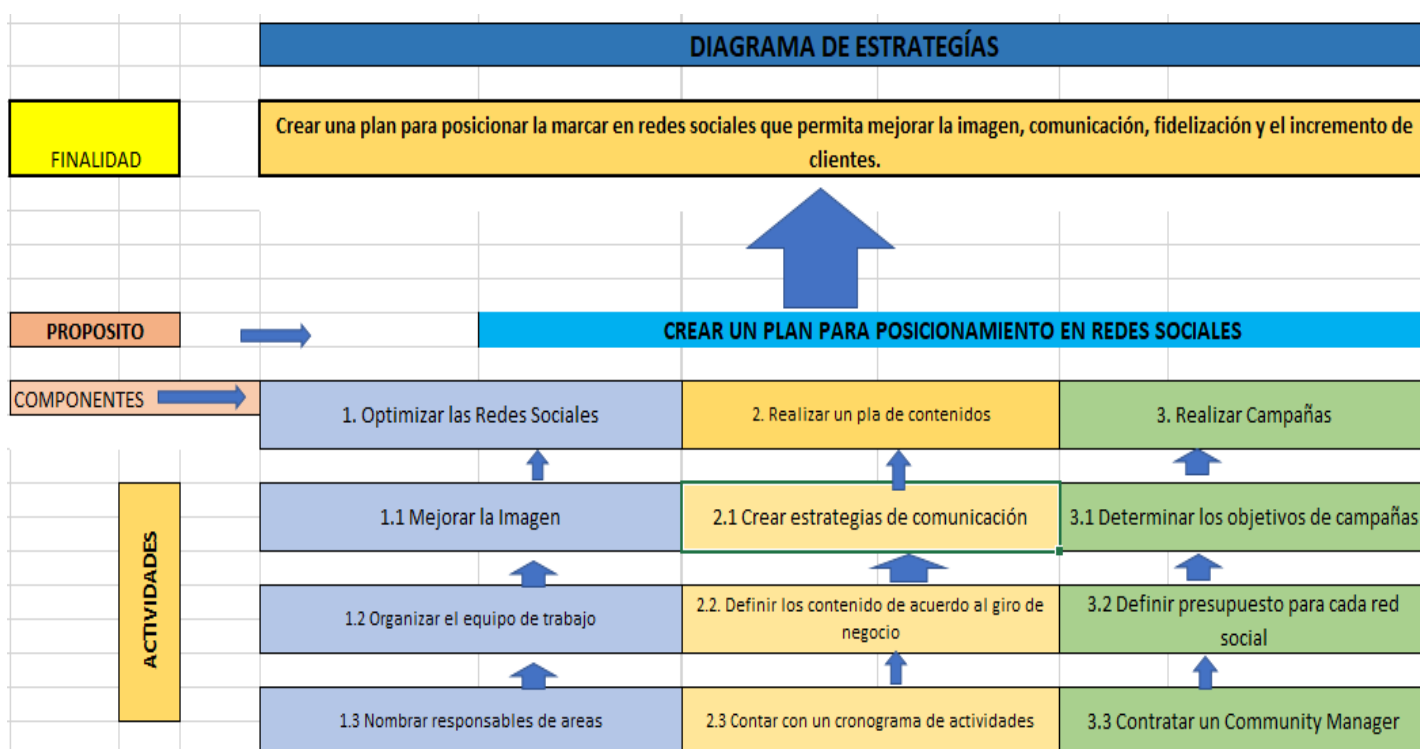 DIAGRAMA DE ESTRATEGÍAS
FINALIDAD
Crear una plan para posicionar la marcar en redes sociales que permita mejorar la imagen, comunicación, fidelización y el incremento de
clientes.
PROPOSITO
CREAR UN PLAN PARA POSICIONAMIENTO EN REDES SOCIALES
COMPONENTES
1. Optimizar las Redes Sociales
2. Realizar un pla de contenidos
3. Realizar Campañas
ACTIVIDADES
1.1 Mejorar la Imagen
2.1 Crear estrategias de comunicación
3.1 Determinar los objetivos de campañas
1.2 Organizar el equipo de trabajo
2.2. Definir los contenido de acuerdo al giro de
negocio
3.2 Definir presupuesto para cada red
social
1.3 Nombrar responsables de areas
2.3 Contar con un cronograma de actividades
3.3 Contratar un Community Manager